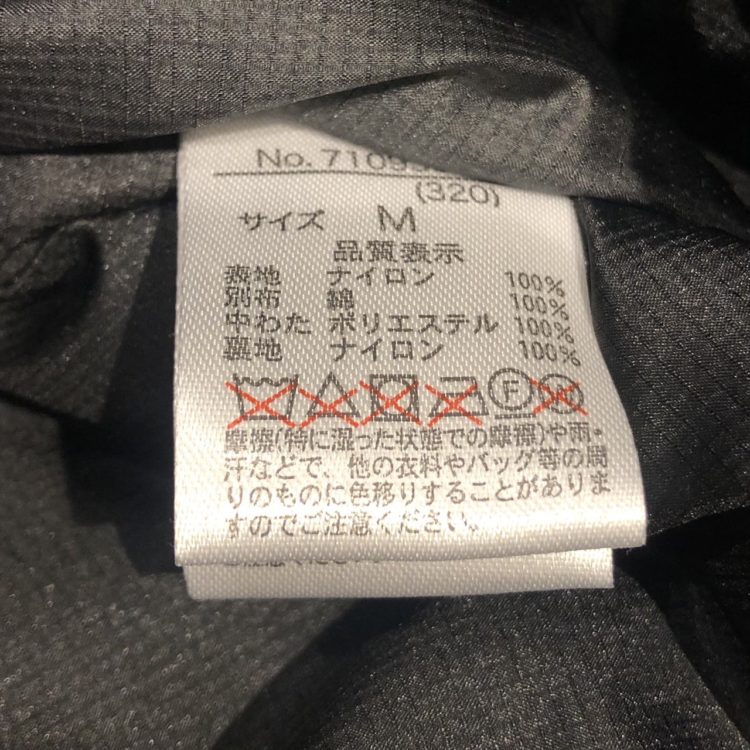 (320)
サイズ M
品質表示
表地 ナイロン 100%
別布 綿 100%
中わた ポリエステル 100%
裏地 ナイロン 100%
F W
摩擦(特に湿った状態での摩擦)や雨・
汗などで、他の衣料やバッグ等の周
りのものに色移りすることがありま
すのでご注意ください。